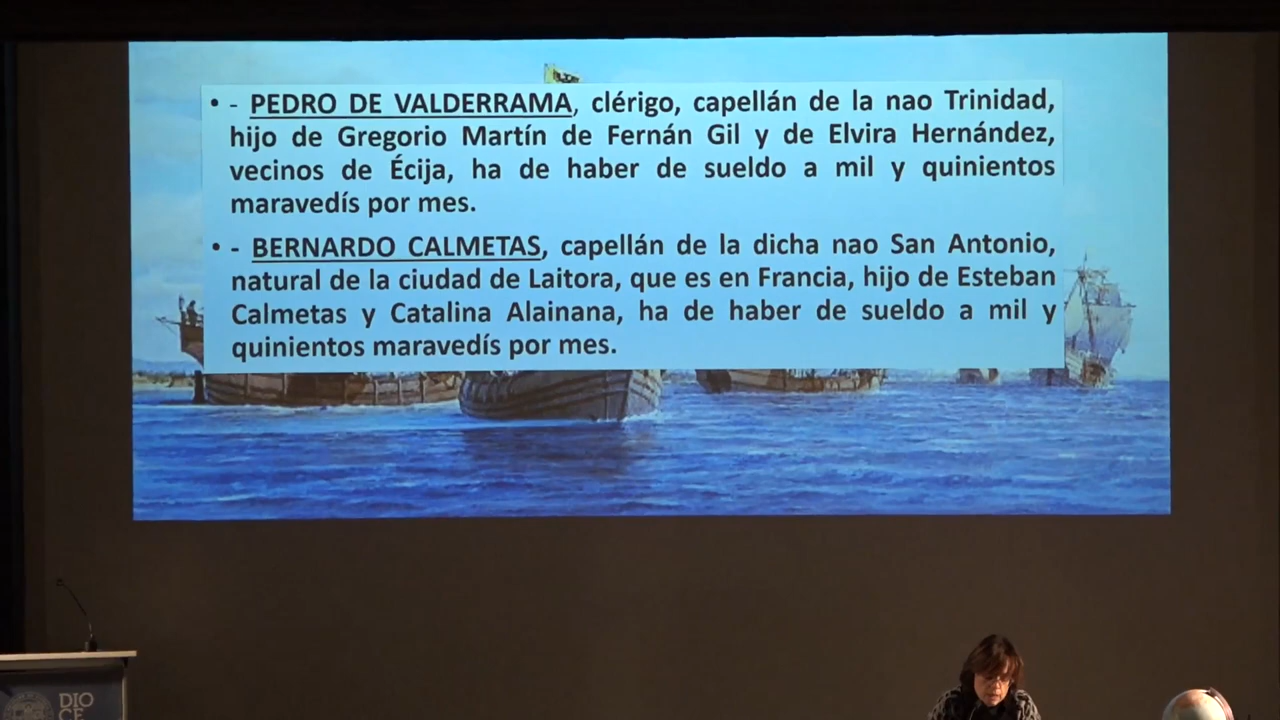 • - PEDRO DE VALDERRAMA, clérigo, capellán de la nao Trinidad,
hijo de Gregorio Martín de Fernán Gil y de Elvira Hernández,
vecinos de Écija, ha de haber de sueldo a mil y quinientos
maravedís por mes.
• - BERNARDO CALMETAS, capellán de la dicha nao San Antonio,
natural de la ciudad de Laitora, que es en Francia, hijo de Esteban
Calmetas y Catalina Alainana, ha de haber de sueldo a mil y
quinientos maravedís por mes.
DIO
CE